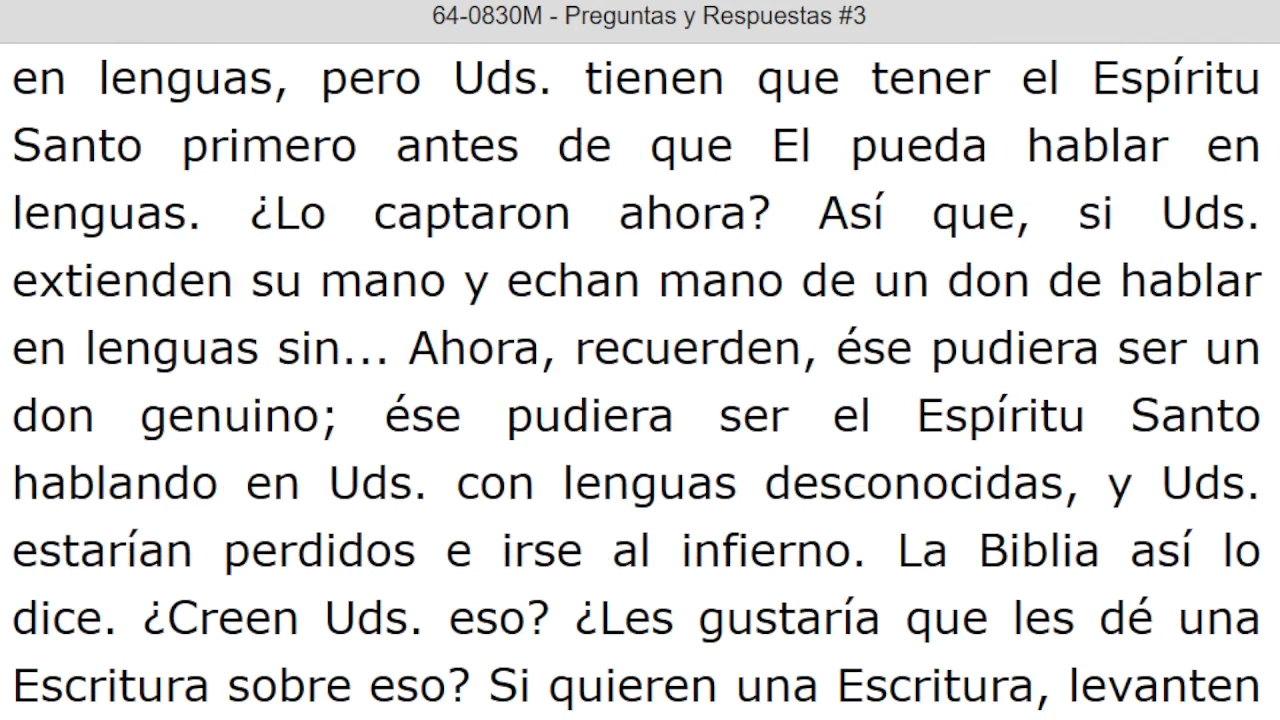 64-0830M - Preguntas y Respuestas #3
en lenguas, pero Uds. tienen que tener el Espíritu
Santo primero antes de que El pueda hablar en
lenguas. ¿Lo captaron ahora? Así que, si Uds.
extienden su mano y echan mano de un don de hablar
en lenguas sin... Ahora, recuerden, ése pudiera ser un
don genuino; ése pudiera ser el Espíritu Santo
hablando en Uds. con lenguas desconocidas, y Uds.
estarían perdidos e irse al infierno. La Biblia así lo
dice. ¿Creen Uds. eso? ¿Les gustaría que les dé una
Escritura sobre eso? Si quieren una Escritura, levanten